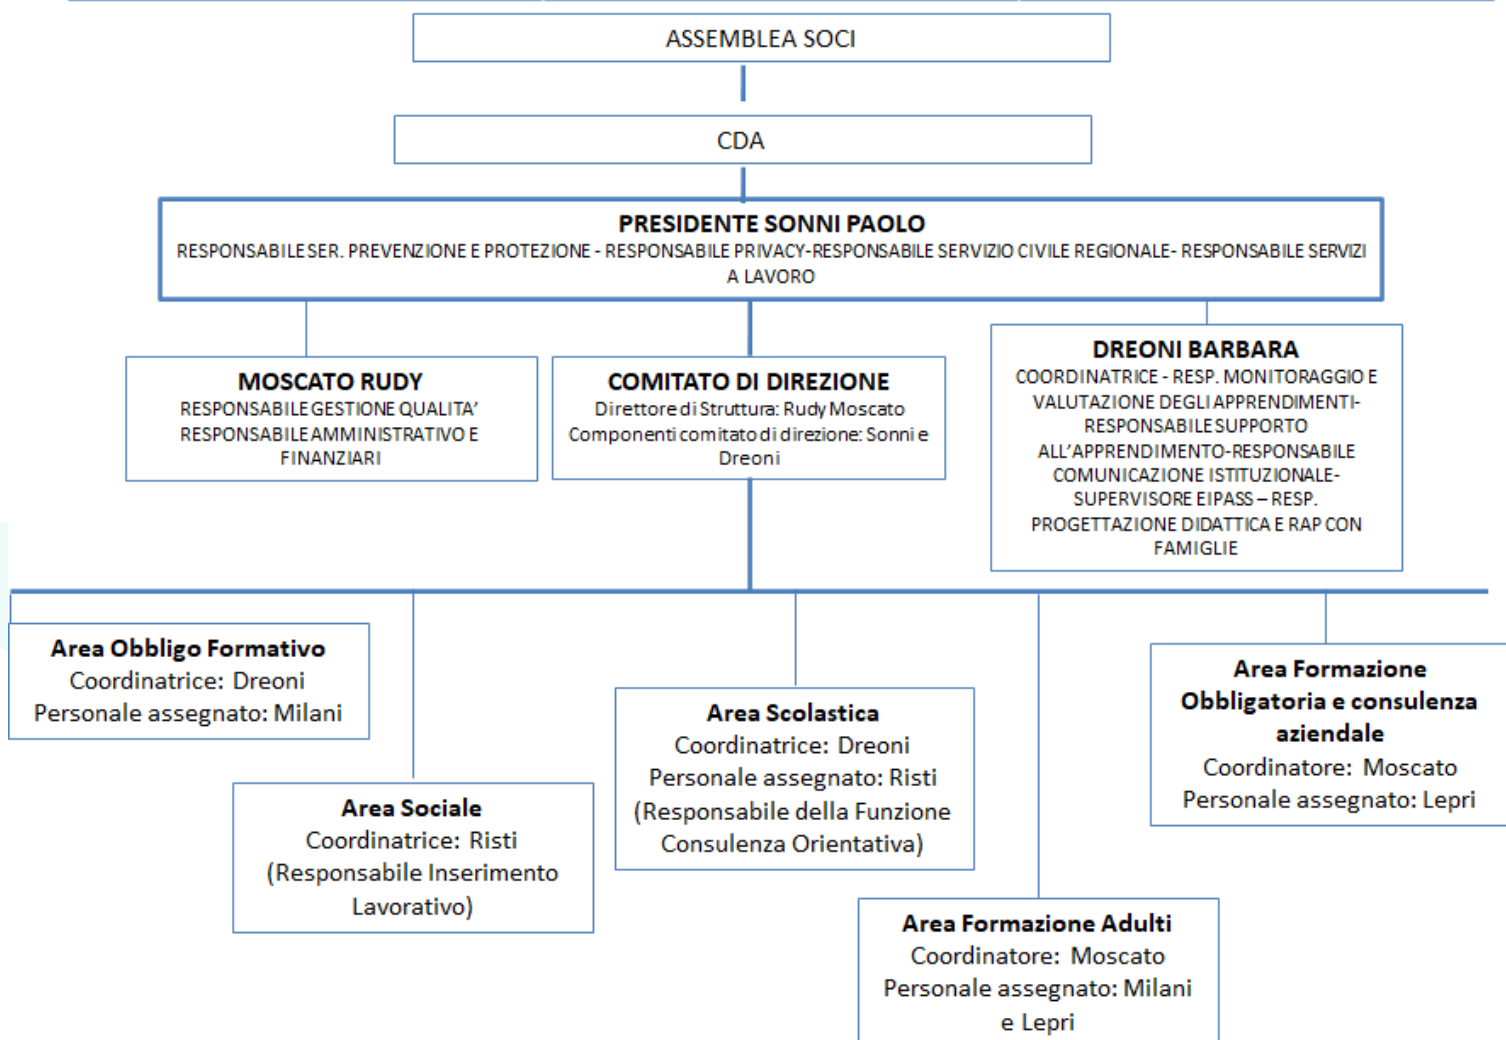 ASSEMBLEA SOCI
CDA
PRESIDENTE SONNI PAOLO
RESPONSABILE SER. PREVENZIONE E PROTEZIONE - RESPONSABILE PRIVACY-RESPONSABILE SERVIZIO CIVILE REGIONALE- RESPONSABILE SERVIZI
A LAVORO
MOSCATO RUDY
RESPONSABILE GESTIONE QUALITA’
RESPONSABILE AMMINISTRATIVO E
FINANZIARI
COMITATO DI DIREZIONE
Direttore di Struttura: Rudy Moscato
Componenti comitato di direzione: Sonni e
Dreoni
DREONI BARBARA
COORDINATRICE - RESP. MONITORAGGIO E
VALUTAZIONE DEGLI APPRENDIMENTI-
RESPONSABILE SUPPORTO
ALL’APPRENDIMENTO-RESPONSABILE
COMUNICAZIONE ISTITUZIONALE-
SUPERVISORE EIPASS – RESP.
PROGETTAZIONE DIDATTICA E RAP CON
FAMIGLIE
Area Obbligo Formativo
Coordinatrice: Dreoni
Personale assegnato: Milani
Area Sociale
Coordinatrice: Risti
(Responsabile Inserimento
Lavorativo)
Area Scolastica
Coordinatrice: Dreoni
Personale assegnato: Risti
(Responsabile della Funzione
Consulenza Orientativa)
Area Formazione Adulti
Coordinatore: Moscato
Personale assegnato: Milani
e Lepri
Area Formazione
Obbligatoria e consulenza
aziendale
Coordinatore: Moscato
Personale assegnato: Lepri